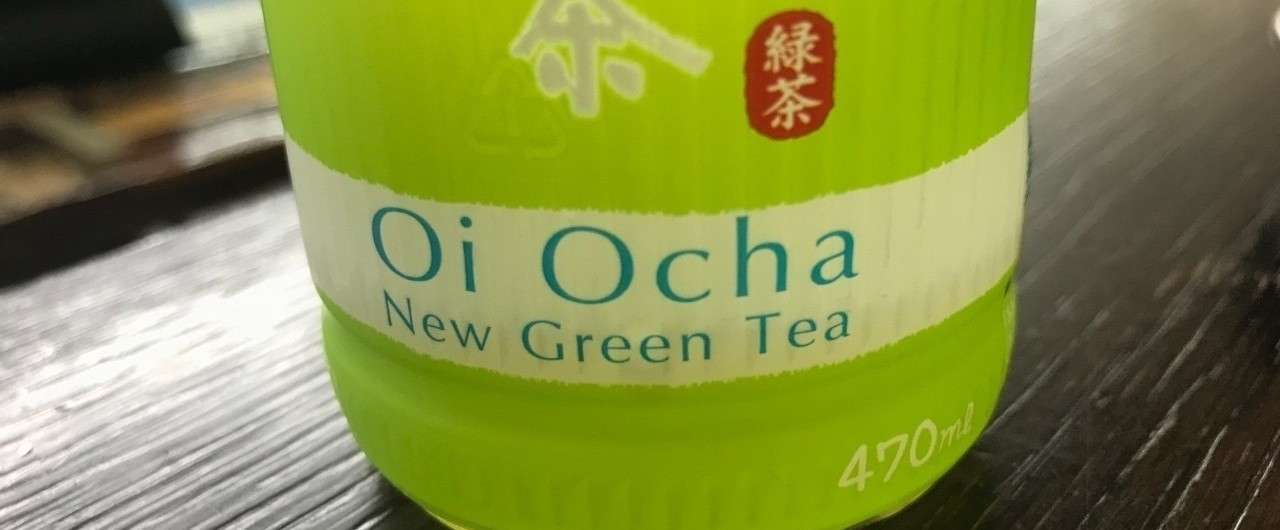 茶
緑茶
Oi Ocha
New Green Tea
470ml